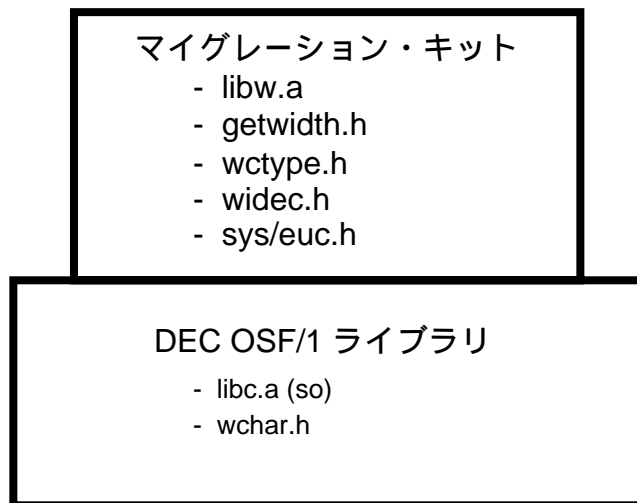 マイグレーション・キット
- libw.a
- getwidth.h
- wctype.h
- widec.h
- sys/euc.h
DEC OSF/1 ライブラリ
- libc.a (so)
- wchar.h